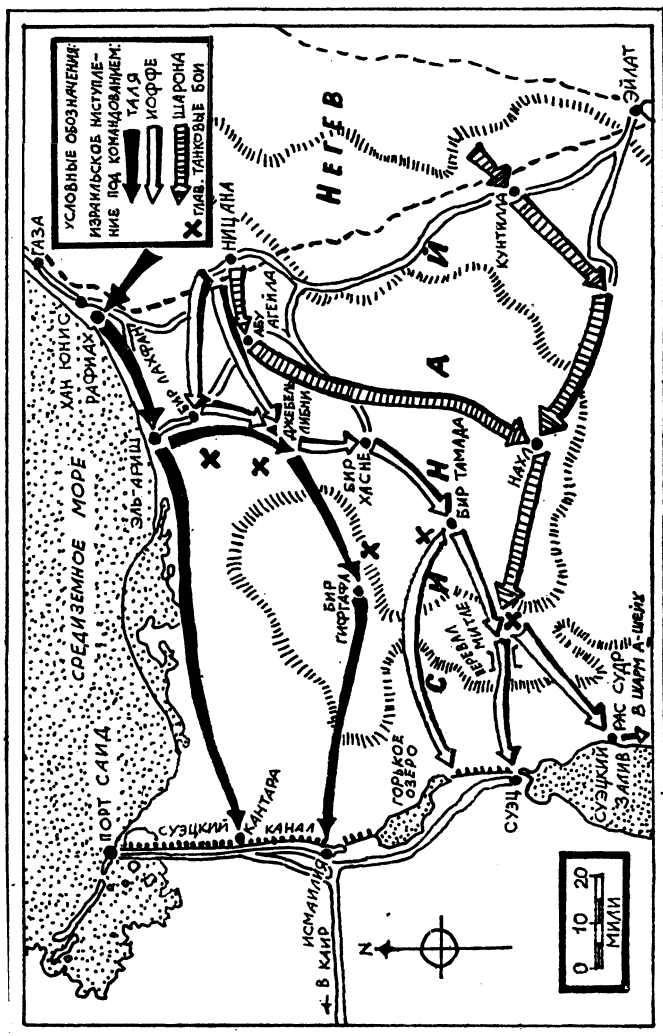 УСЛОВНЫЕ ОБОЗНАЧЕНИЯ:
ИЗРАИЛЬСКОЕ НИСТУПЛЕ-
НИЕ ПОД КОМАНДОВАНИЕМ:
ТАЛЯ
ИОФФЕ
ШАРОНА
ГЛАВ. ТАНКОВЫЕ БОИ
СРЕДИЗЕМНОЕ МОРЕ
ПОРТ САИД
ЭЛЬ-АРИШ
БИР ЛАХФАН
РАФИАХ
ХАН ЮНИС
ГАЗА
НИЦАНА
АБУ
АГЕЙЛА
ДЖЕБЕЛЬ
ЛИБНИ
БИР
ХАСНЕ
БИР
ГИФГАФА
СУЭЦКИЙ
КАНАЛ
КАНТАРА
ИСМАИЛИЯ
В КАИР
НЕГЕВ
СИНАЙ
БИР ТАМАДА
ПЕРЕВАЛ
МИТЛЕ
ГОРЬКОЕ
ОЗЕРО
СУЭЦ
НАХЛ
КУНТИЛЛА
ЭЙЛАТ
СУЭЦКИЙ
ЗАЛИВ
РАС СУДР
В ШАРМ А-ШЕЙХ
N
0 10 20
МИЛИ